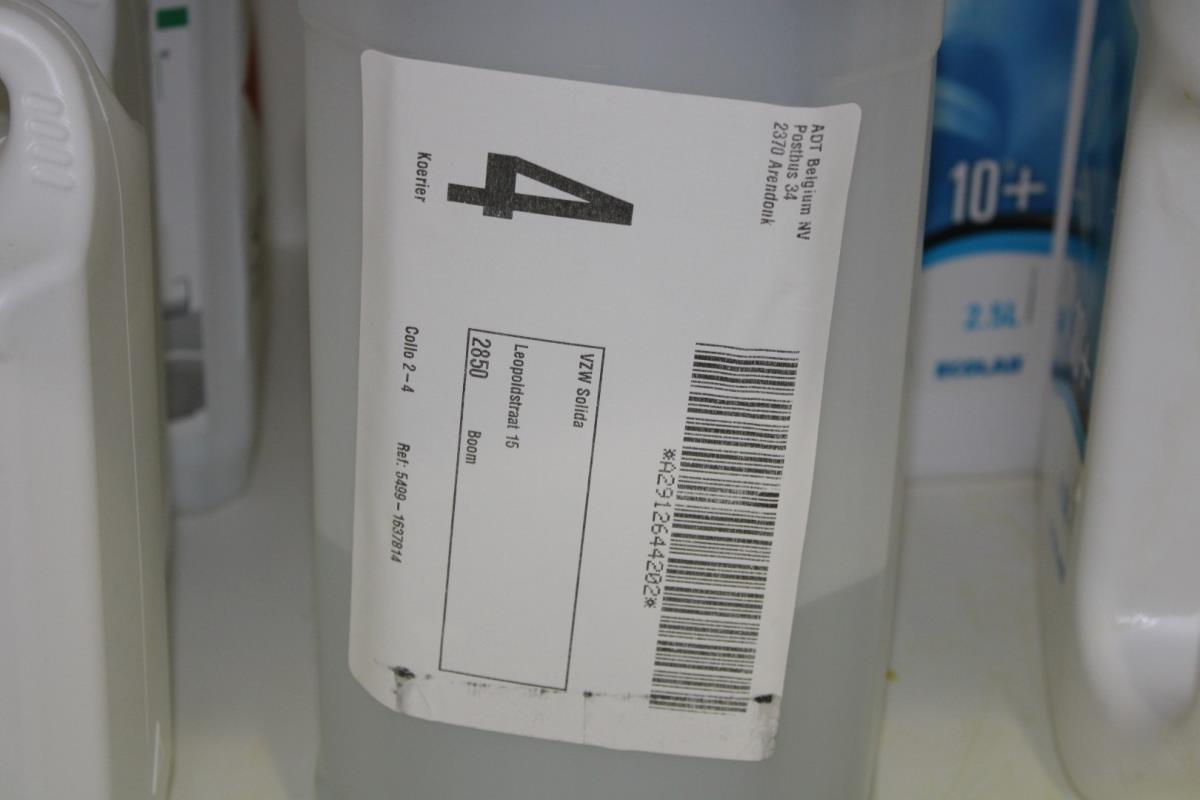 ADT Belgium NV
Postbus 34
2370 Arendonk
*A2912644202*
4
Koerier
VZW Solida
Leopoldstraat 15
2850 Boom
Collo 2-4 Ref: 5499-1637814
10+
2.5L
ECOLAB